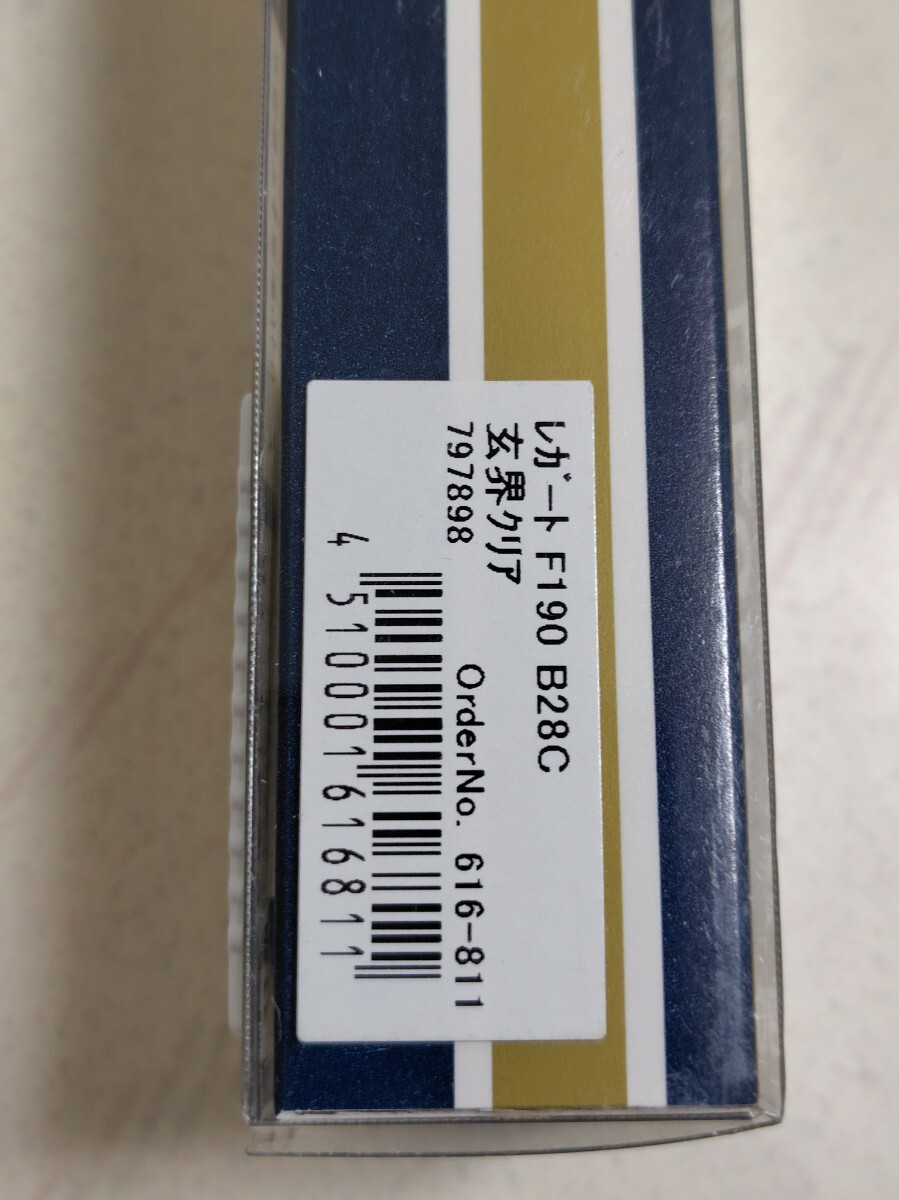 ﾚｶﾞｰﾄ F190 B28C
玄界ｸﾘｱ
797898
OrderNo. 616-811
4 510001 616811